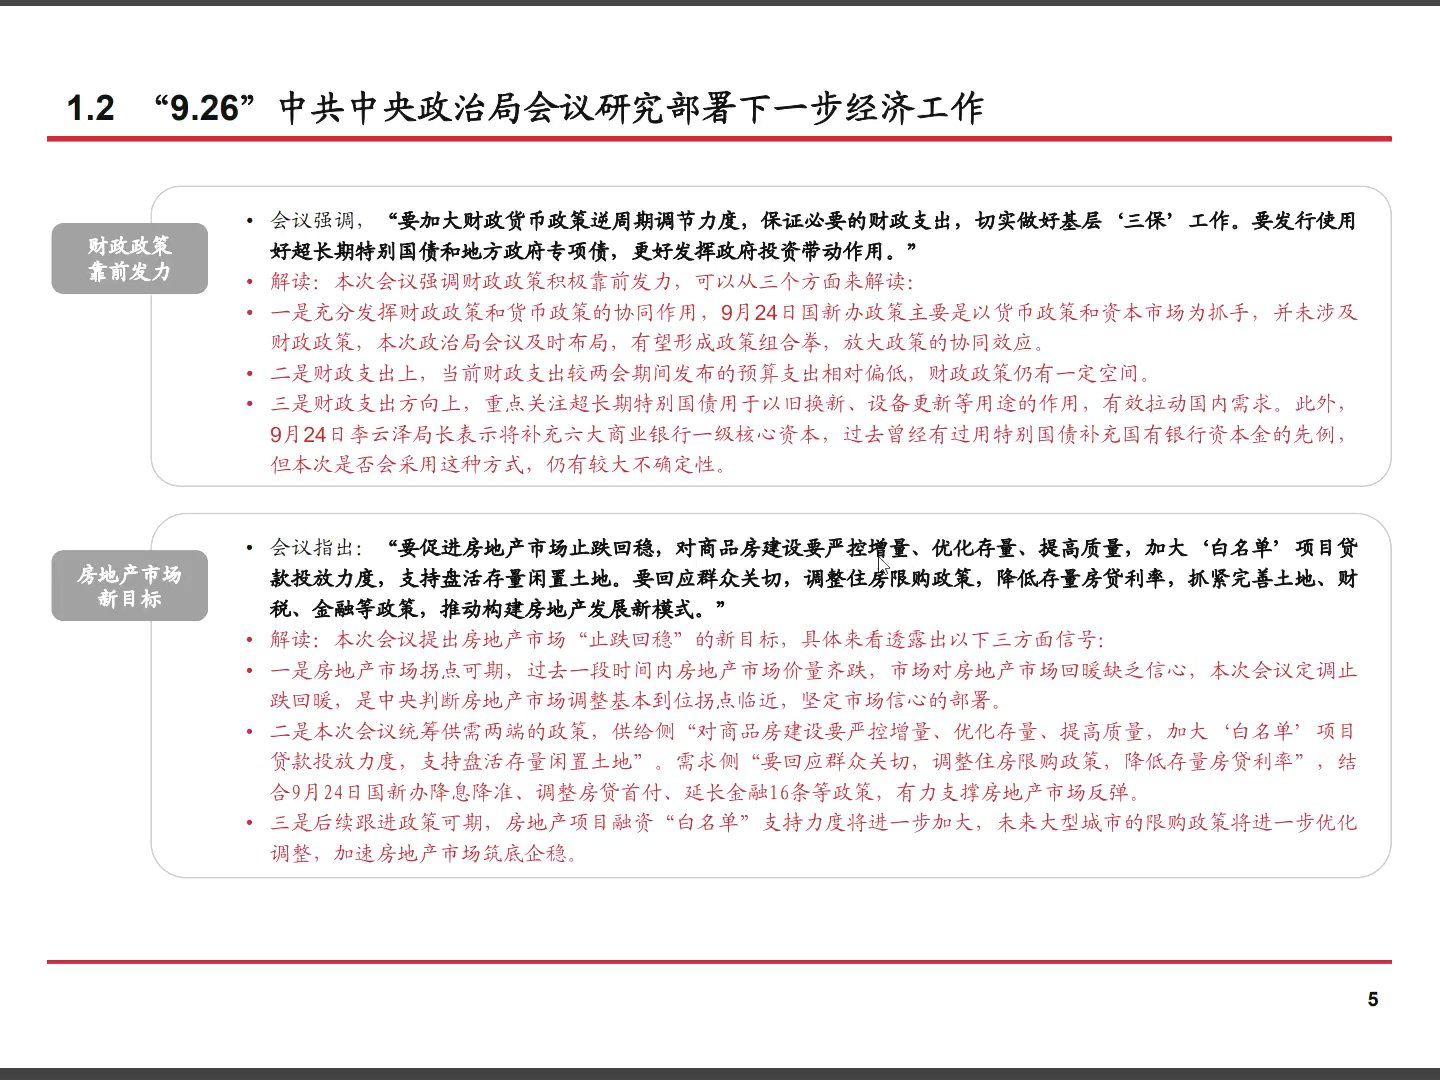 1.2 “9.26”中共中央政治局会议研究部署下一步经济工作
财政政策
靠前发力
• 会议强调，“要加大财政货币政策逆周期调节力度，保证必要的财政支出，切实做好基层‘三保’工作。要发行使用
好超长期特别国债和地方政府专项债，更好发挥政府投资带动作用。”
• 解读：本次会议强调财政政策积极靠前发力，可以从三个方面来解读：
• 一是充分发挥财政政策和货币政策的协同作用，9月24日国新办政策主要是以货币政策和资本市场为抓手，并未涉及
财政政策，本次政治局会议及时布局，有望形成政策组合拳，放大政策的协同效应。
• 二是财政支出上，当前财政支出较两会期间发布的预算支出相对偏低，财政政策仍有一定空间。
• 三是财政支出方向上，重点关注超长期特别国债用于以旧换新、设备更新等用途的作用，有效拉动国内需求。此外，
9月24日李云泽局长表示将补充六大商业银行一级核心资本，过去曾经有过用特别国债补充国有银行资本金的先例，
但本次是否会采用这种方式，仍有较大不确定性。
房地产市场
新目标
• 会议指出：“要促进房地产市场止跌回稳，对商品房建设要严控增量、优化存量、提高质量，加大‘白名单’项目贷
款投放力度，支持盘活存量闲置土地。要回应群众关切，调整住房限购政策，降低存量房贷利率，抓紧完善土地、财
税、金融等政策，推动构建房地产发展新模式。”
• 解读：本次会议提出房地产市场“止跌回稳”的新目标，具体来看透露出以下三方面信号：
• 一是房地产市场拐点可期，过去一段时间内房地产市场价量齐跌，市场对房地产市场回暖缺乏信心，本次会议定调止
跌回暖，是中央判断房地产市场调整基本到位拐点临近，坚定市场信心的部署。
• 二是本次会议统筹供需两端的政策，供给侧“对商品房建设要严控增量、优化存量、提高质量，加大‘白名单’项目
贷款投放力度，支持盘活存量闲置土地”。需求侧“要回应群众关切，调整住房限购政策，降低存量房贷利率”，结
合9月24日国新办降息降准、调整房贷首付、延长金融16条等政策，有力支撑房地产市场反弹。
• 三是后续跟进政策可期，房地产项目融资“白名单”支持力度将进一步加大，未来大型城市的限购政策将进一步优化
调整，加速房地产市场筑底企稳。
5